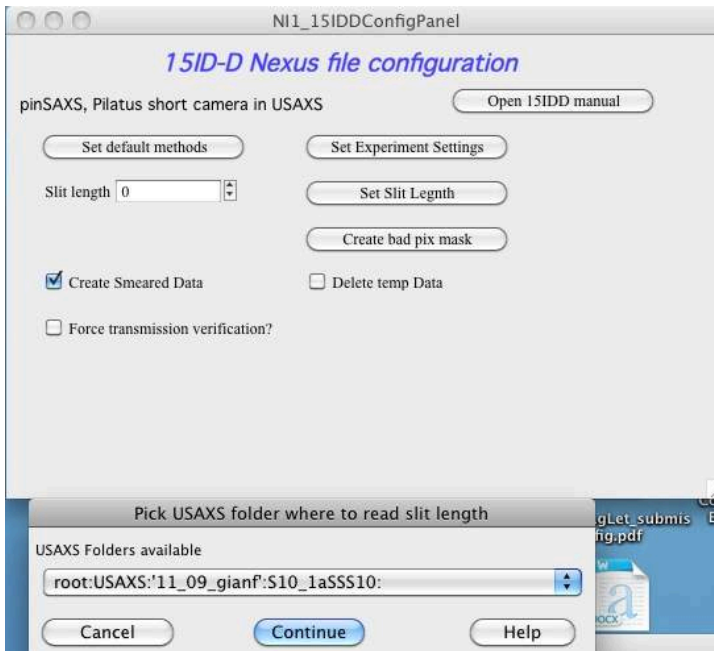 NI1_15IDDConfigPanel
15ID-D Nexus file configuration
pinSAXS, Pilatus short camera in USAXS
Open 15IDD manual
Set default methods
Set Experiment Settings
Slit length 0
Set Slit Legnth
Create bad pix mask
Create Smeared Data
Delete temp Data
Force transmission verification?
Pick USAXS folder where to read slit length
USAXS Folders available
root:USAXS:'11_09_gianf':S10_1aSSS10:
Cancel
Continue
Help
gLet_submis
fig.pdf
W
a
DOCX